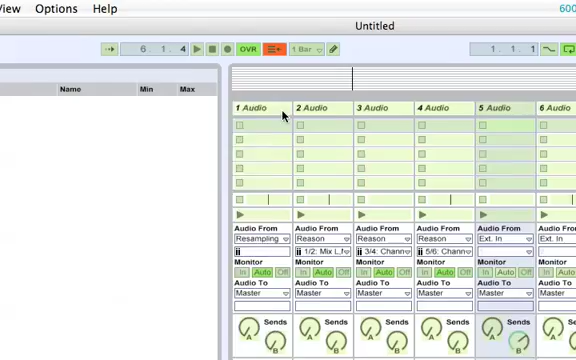 View Options Help 600
Untitled
6. 1. 4 OVR 1 Bar 1. 1. 1
Name Min Max
1 Audio 2 Audio 3 Audio 4 Audio 5 Audio 6 Audio
Audio From Audio From Audio From Audio From Audio From Audio From
Resampling Reason Reason Reason Ext. In Ext. In
1/2: Mix L, 3/4: Chann 5/6: Chann
Monitor Monitor Monitor Monitor Monitor Monitor
In Auto Off In Auto Off In Auto Off In Auto Off In Auto Off In Auto
Audio To Audio To Audio To Audio To Audio To Audio To
Master Master Master Master Master Master
Sends Sends Sends Sends Sends Sends
A B A B A B A B A B A